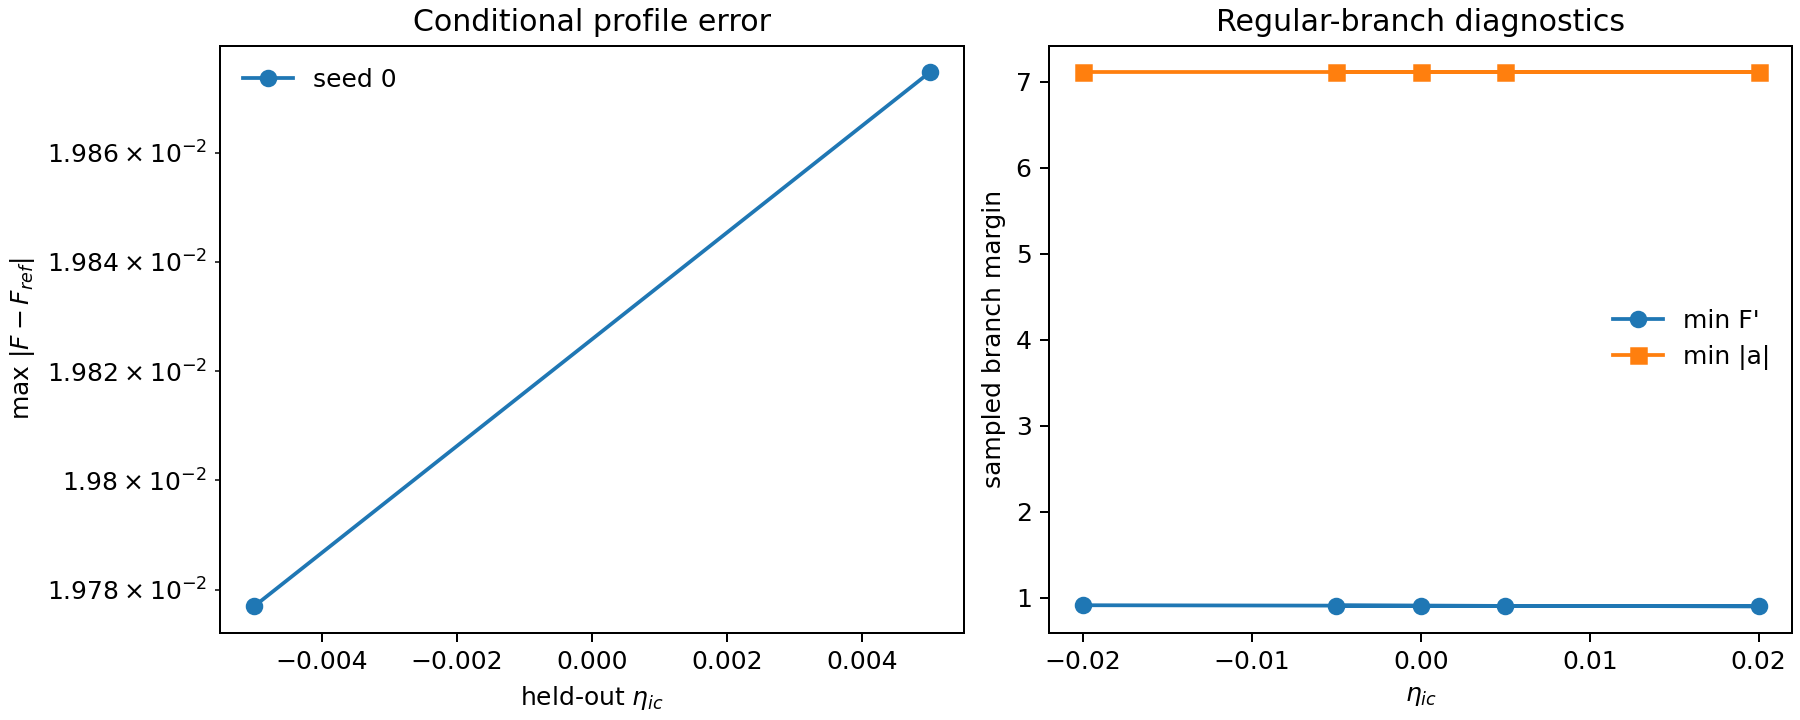 Conditional profile error
seed 0
1.986 × 10⁻²
1.984 × 10⁻²
1.982 × 10⁻²
1.98 × 10⁻²
1.978 × 10⁻²
max |F − F_ref|
−0.004 −0.002 0.000 0.002 0.004
held-out η_ic
Regular-branch diagnostics
7
6
5
4
3
2
1
sampled branch margin
min F'
min |a|
−0.02 −0.01 0.00 0.01 0.02
η_ic